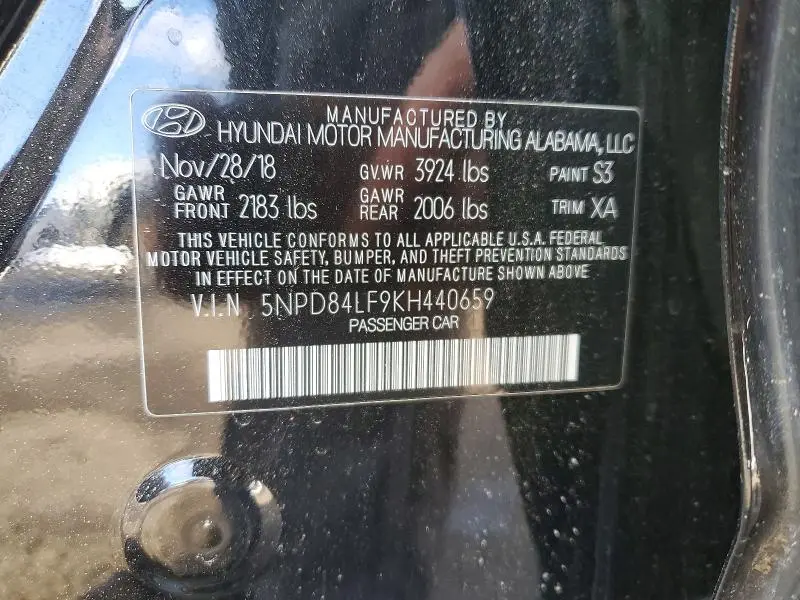 MANUFACTURED BY
HYUNDAI MOTOR MANUFACTURING ALABAMA, LLC
Nov/28/18 GVWR 3924 lbs PAINT S3
GAWR FRONT 2183 lbs GAWR REAR 2006 lbs TRIM XA
THIS VEHICLE CONFORMS TO ALL APPLICABLE U.S.A. FEDERAL
MOTOR VEHICLE SAFETY, BUMPER, AND THEFT PREVENTION STANDARDS
IN EFFECT ON THE DATE OF MANUFACTURE SHOWN ABOVE
V.I.N 5NPD84LF9KH440659
PASSENGER CAR